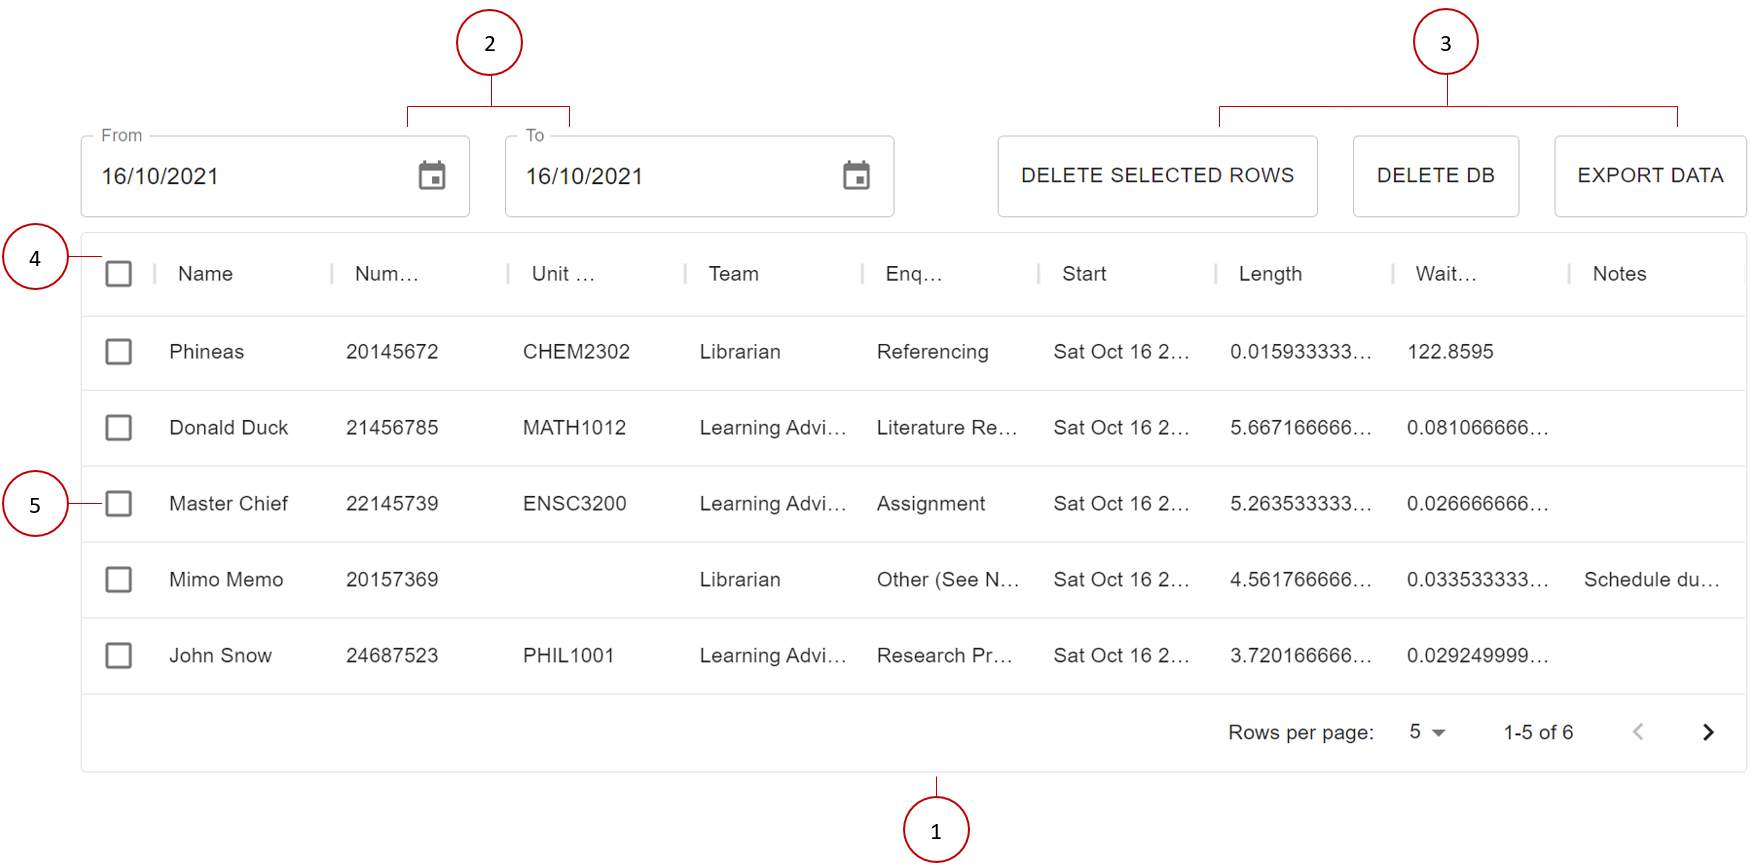 2
3
From
To
16/10/2021
16/10/2021
DELETE SELECTED ROWS
DELETE DB
EXPORT DATA
4
Name Num... Unit ... Team Enq... Start Length Wait... Notes
Phineas 20145672 CHEM2302 Librarian Referencing Sat Oct 16 2... 0.015933333... 122.8595
Donald Duck 21456785 MATH1012 Learning Advi... Literature Re... Sat Oct 16 2... 5.667166666... 0.081066666...
5
Master Chief 22145739 ENSC3200 Learning Advi... Assignment Sat Oct 16 2... 5.263533333... 0.026666666...
Mimo Memo 20157369 Librarian Other (See N... Sat Oct 16 2... 4.561766666... 0.033533333... Schedule du...
John Snow 24687523 PHIL1001 Learning Advi... Research Pr... Sat Oct 16 2... 3.720166666... 0.029249999...
Rows per page: 5 1-5 of 6
1